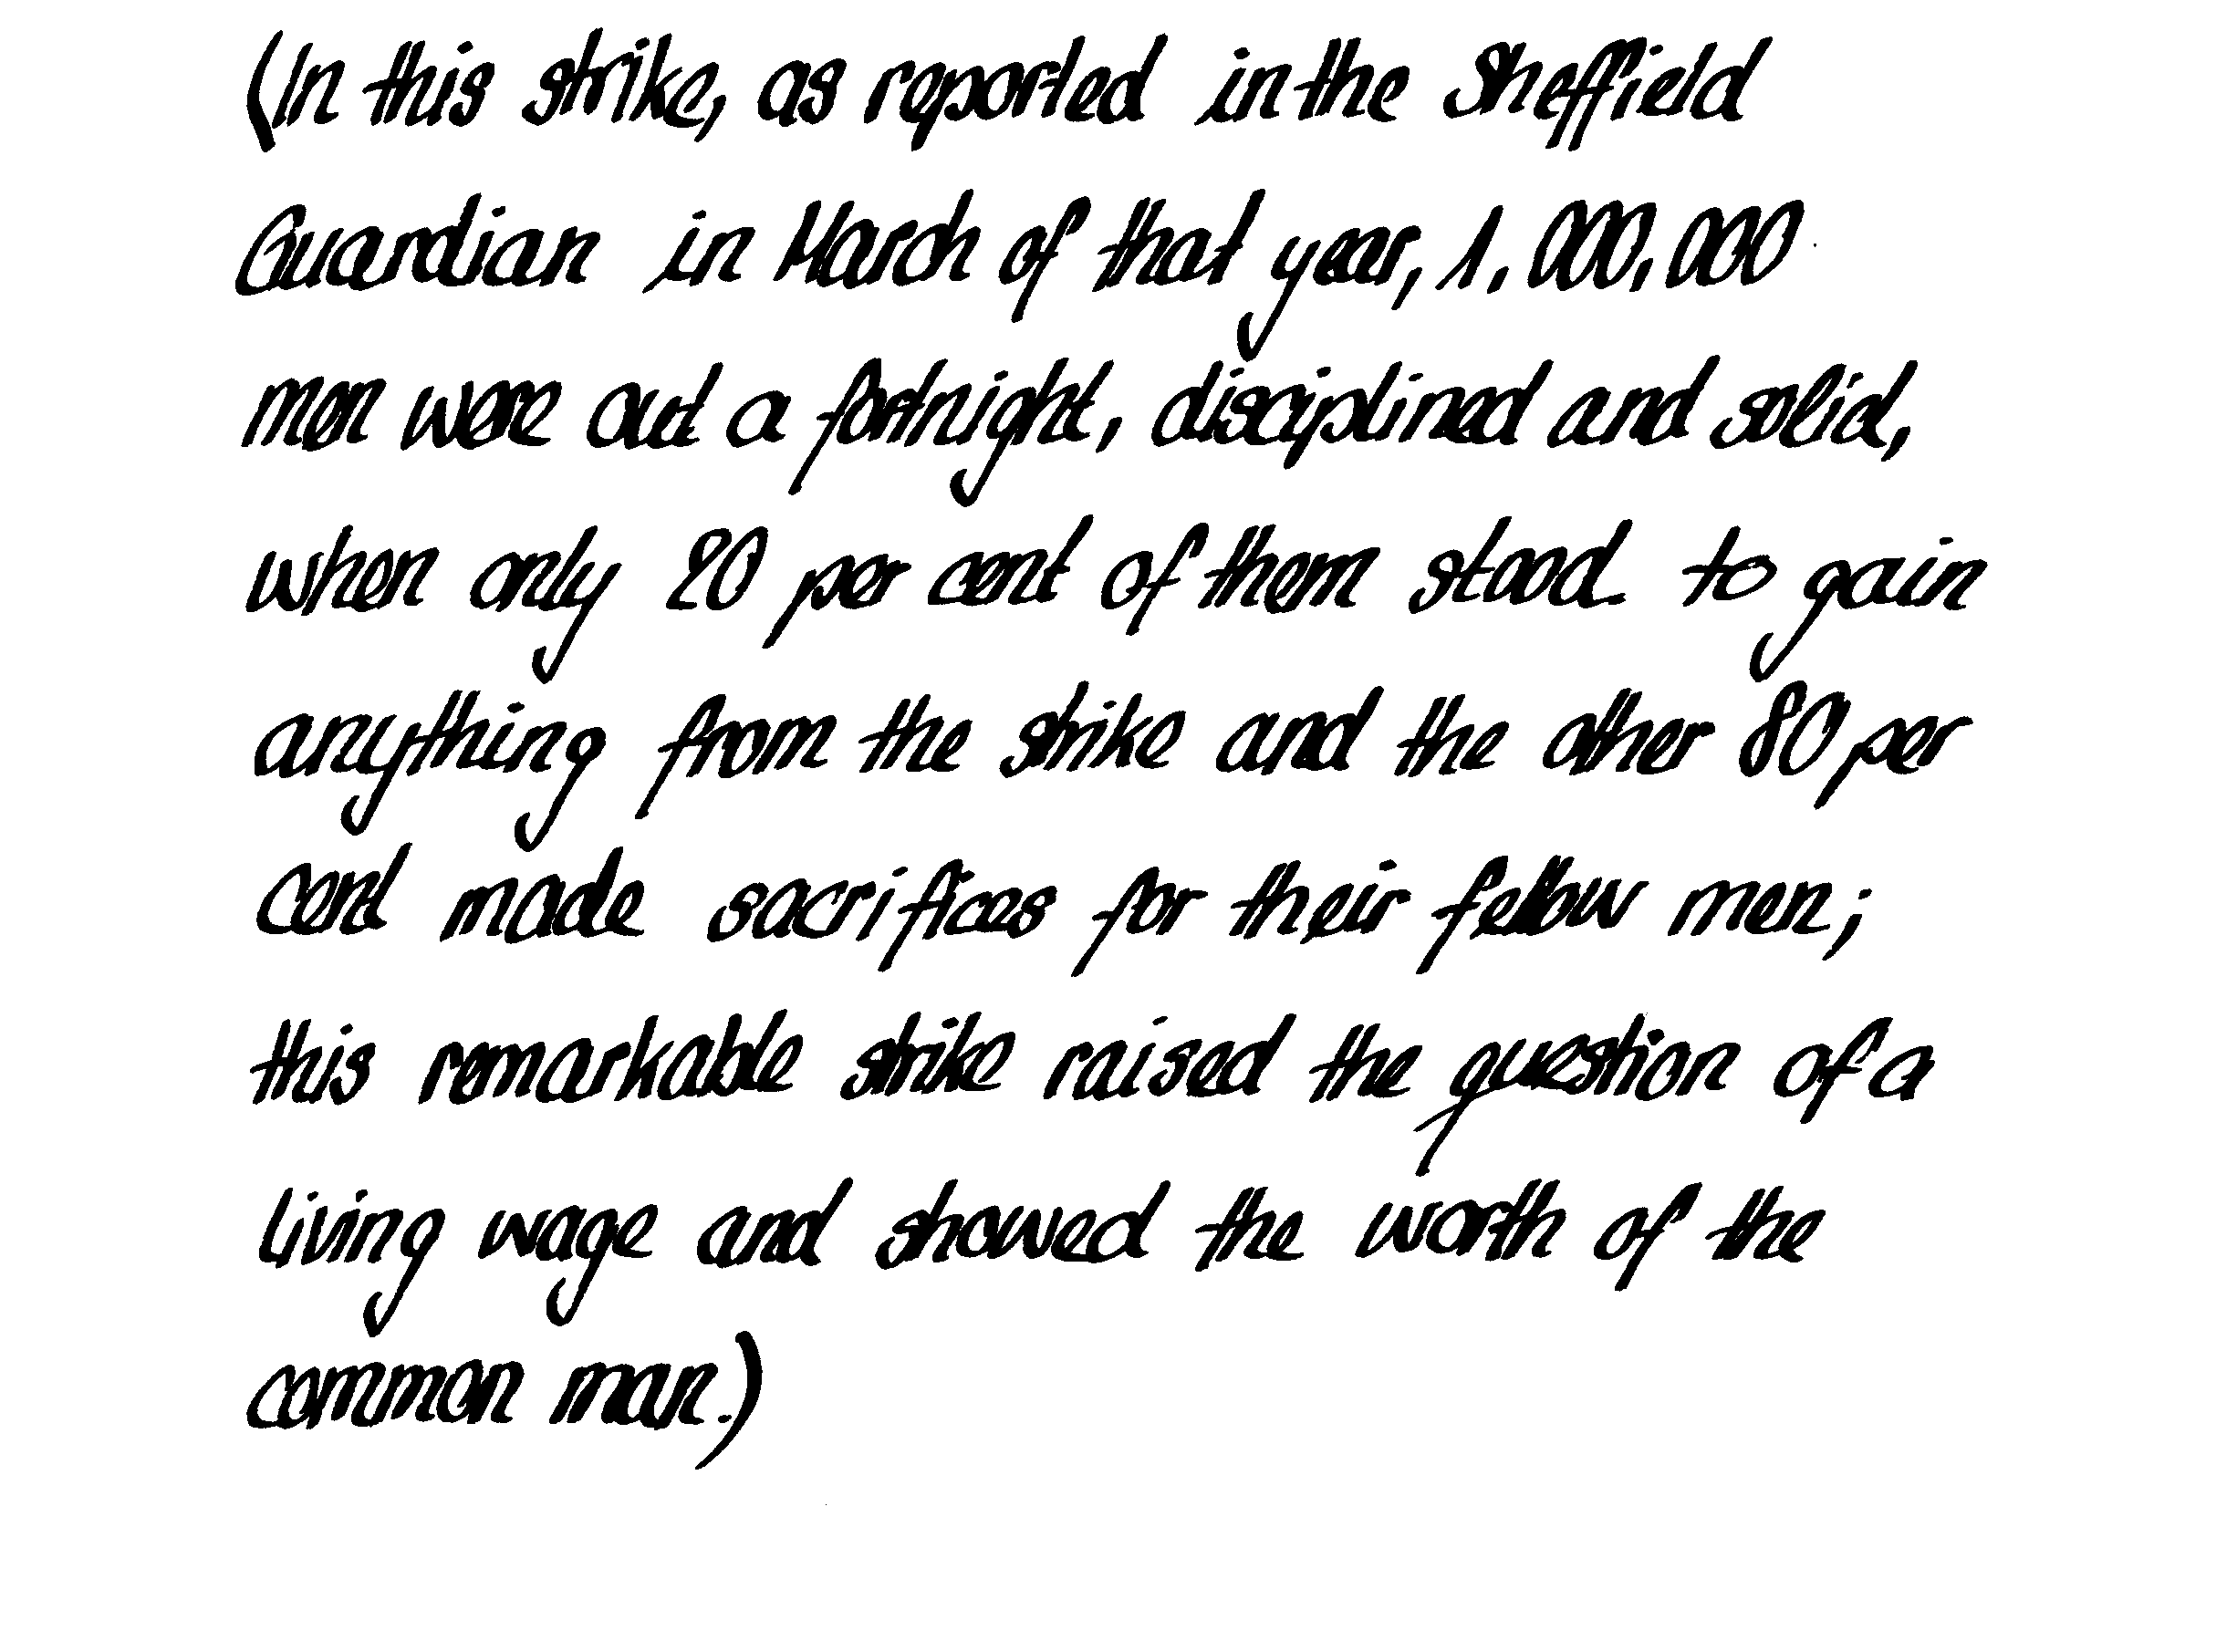 (In this strike, as reported in the Sheffield
Guardian in March of that year, 1,000,000
men were out a fortnight, disciplined and solid,
when only 20 per cent of them stood to gain
anything from the strike and the other 80 per
cent made sacrifices for their fellow men;
this remarkable strike raised the question of a
living wage and showed the worth of the
common man.)